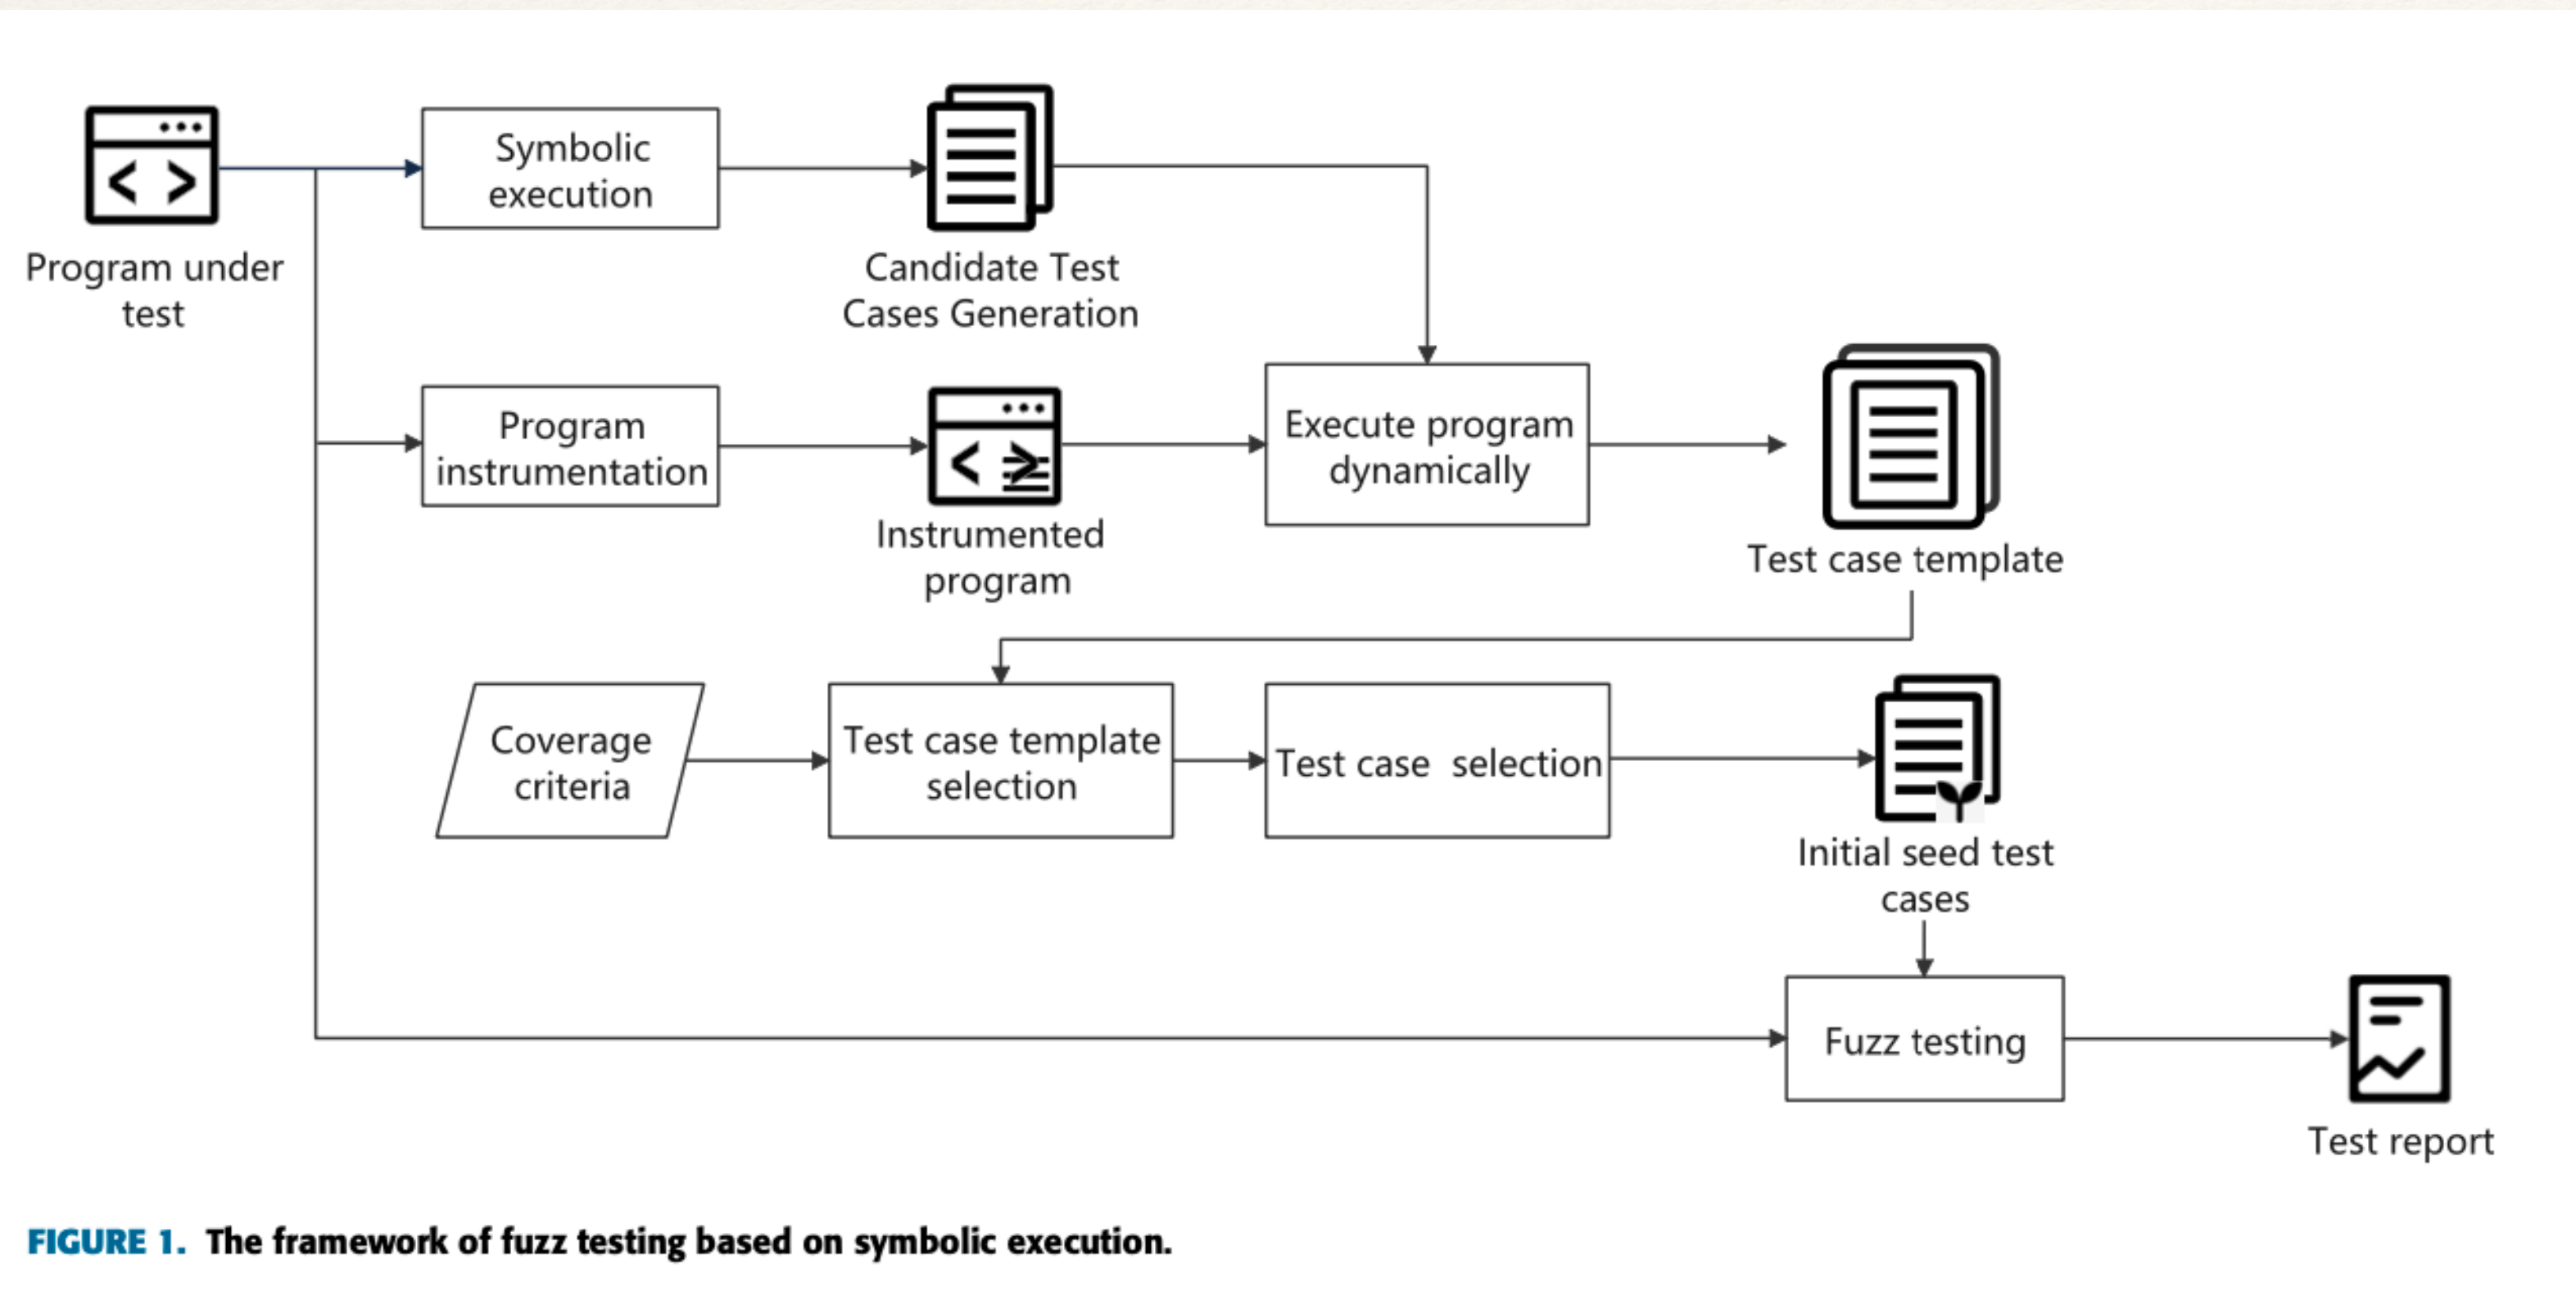 Symbolic
execution
Program under
test
Candidate Test
Cases Generation
Program
instrumentation
Instrumented
program
Execute program
dynamically
Test case template
Coverage
criteria
Test case template
selection
Test case  selection
Initial seed test
cases
Fuzz testing
Test report
FIGURE 1. The framework of fuzz testing based on symbolic execution.